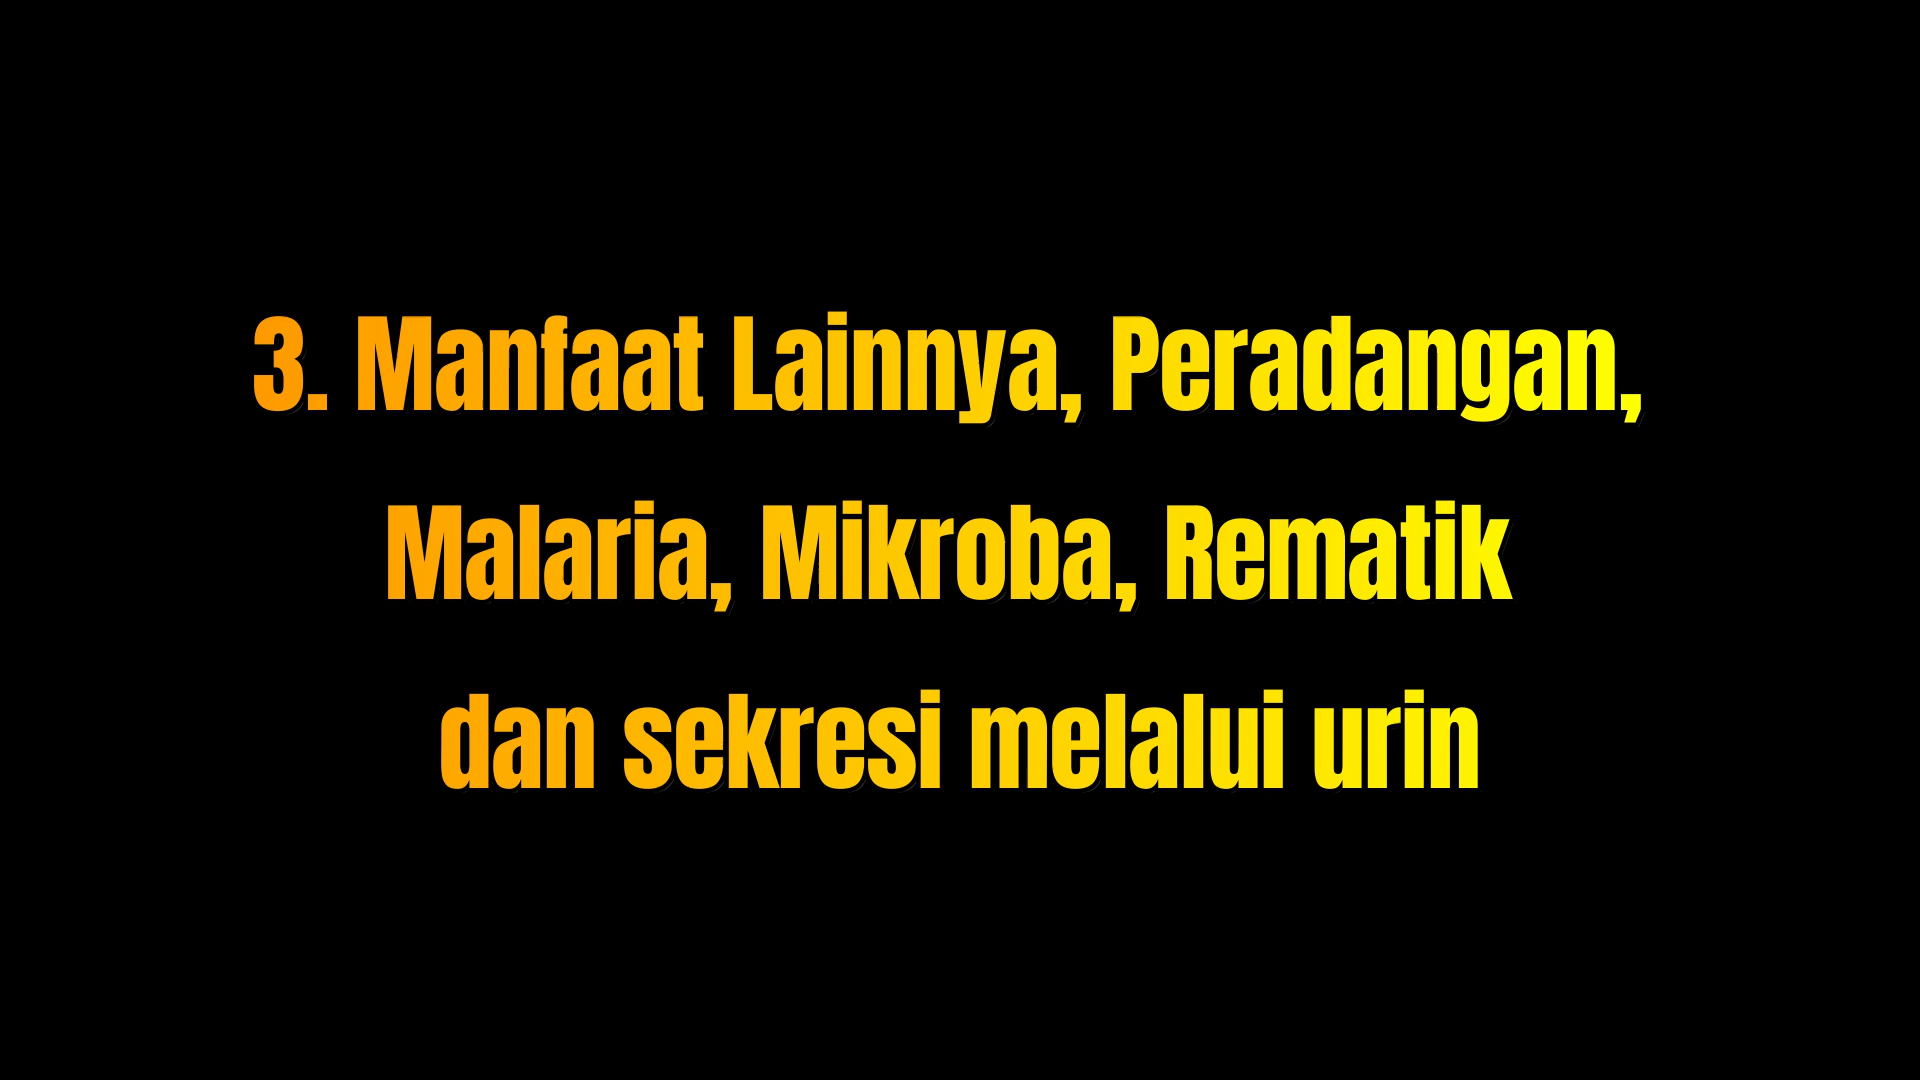 3. Manfaat Lainnya, Peradangan,
Malaria, Mikroba, Rematik
dan sekresi melalui urin